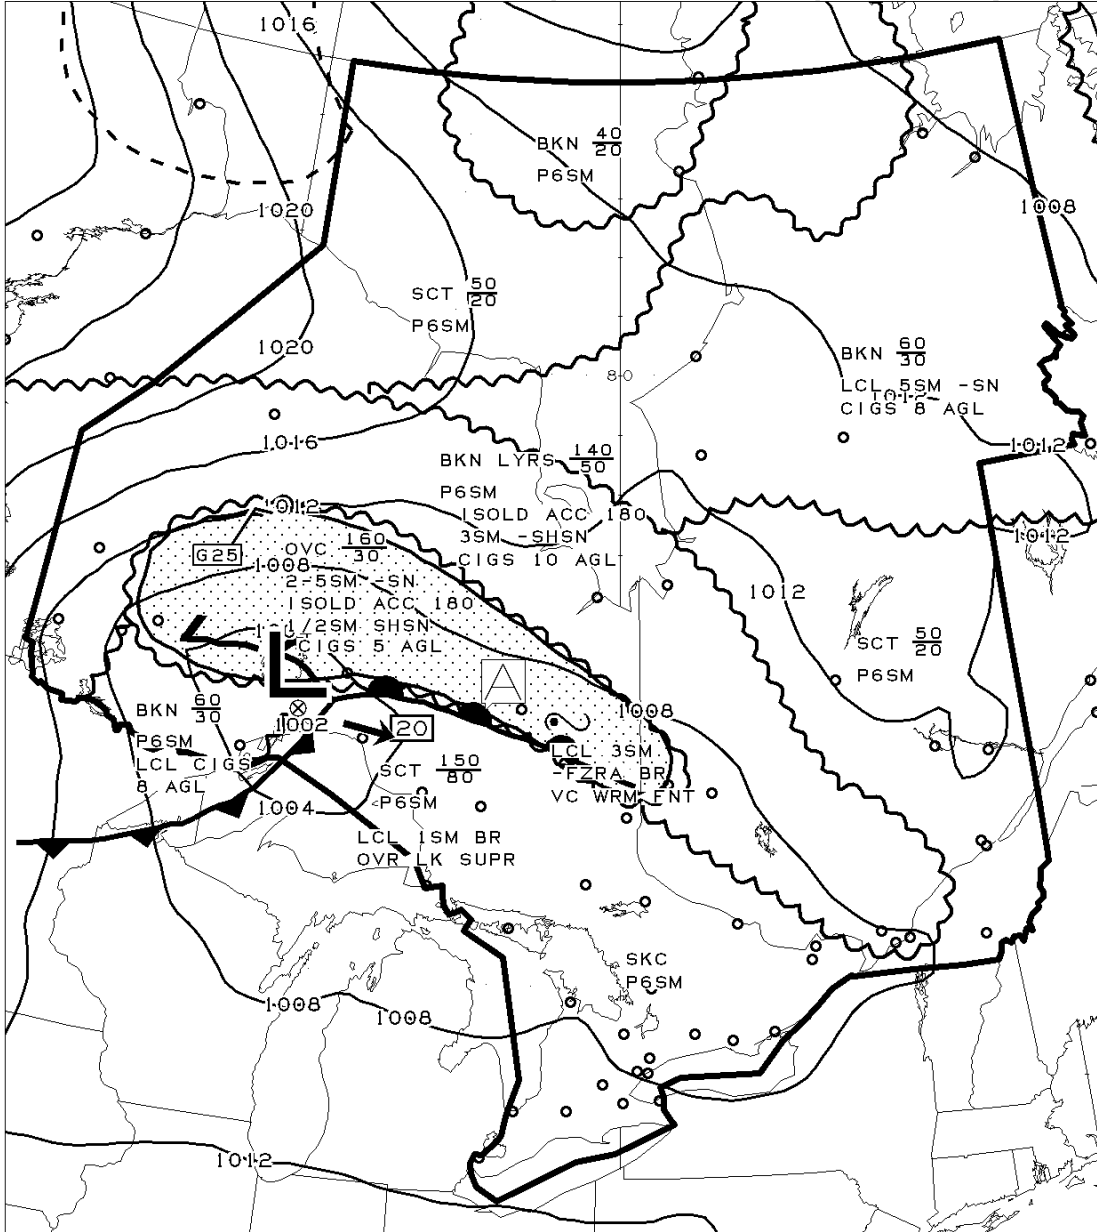 1016
BKN 40
20
P6SM
1020
1008
SCT 50
20
P6SM
1020
BKN 60
30
80
LCL 5SM -SN
1012
CIGS 8 AGL
1016
1012
BKN LYRS 140
50
P6SM
ISOLD ACC 180
3SM -SHSN
CIGS 10 AGL
1012
1012
G25
OVC 160
30
1008
2-5SM -SN
ISOLD ACC 180
1/2SM SHSN
CIGS 5 AGL
1012
SCT 50
20
P6SM
L
A
BKN 60
30
P6SM
LCL CIGS
8 AGL
1002
20
1008
LCL 3SM
-FZRA BR
VC WRM FNT
SCT 150
80
P6SM
1004
LCL 1SM BR
OVR LK SUPR
SKC
P6SM
1008
1008
1012